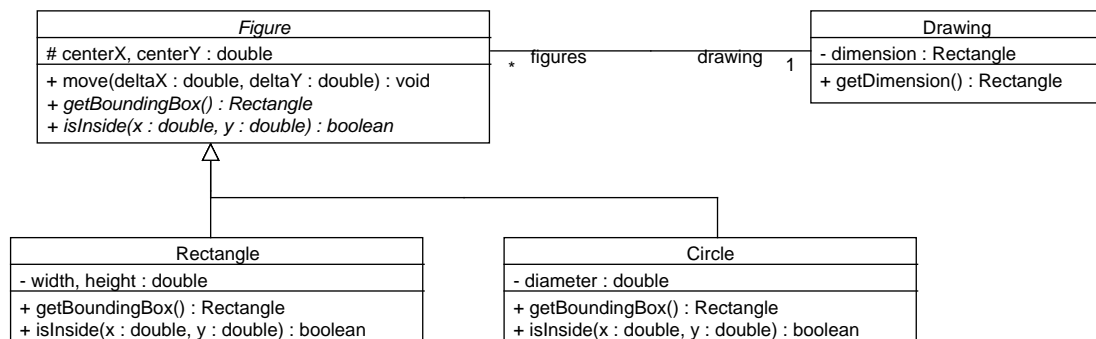 Figure
# centerX, centerY : double
+ move(deltaX : double, deltaY : double) : void
+ getBoundingBox() : Rectangle
+ isInside(x : double, y : double) : boolean
* figures drawing 1
Drawing
- dimension : Rectangle
+ getDimension() : Rectangle
Rectangle
- width, height : double
+ getBoundingBox() : Rectangle
+ isInside(x : double, y : double) : boolean
Circle
- diameter : double
+ getBoundingBox() : Rectangle
+ isInside(x : double, y : double) : boolean